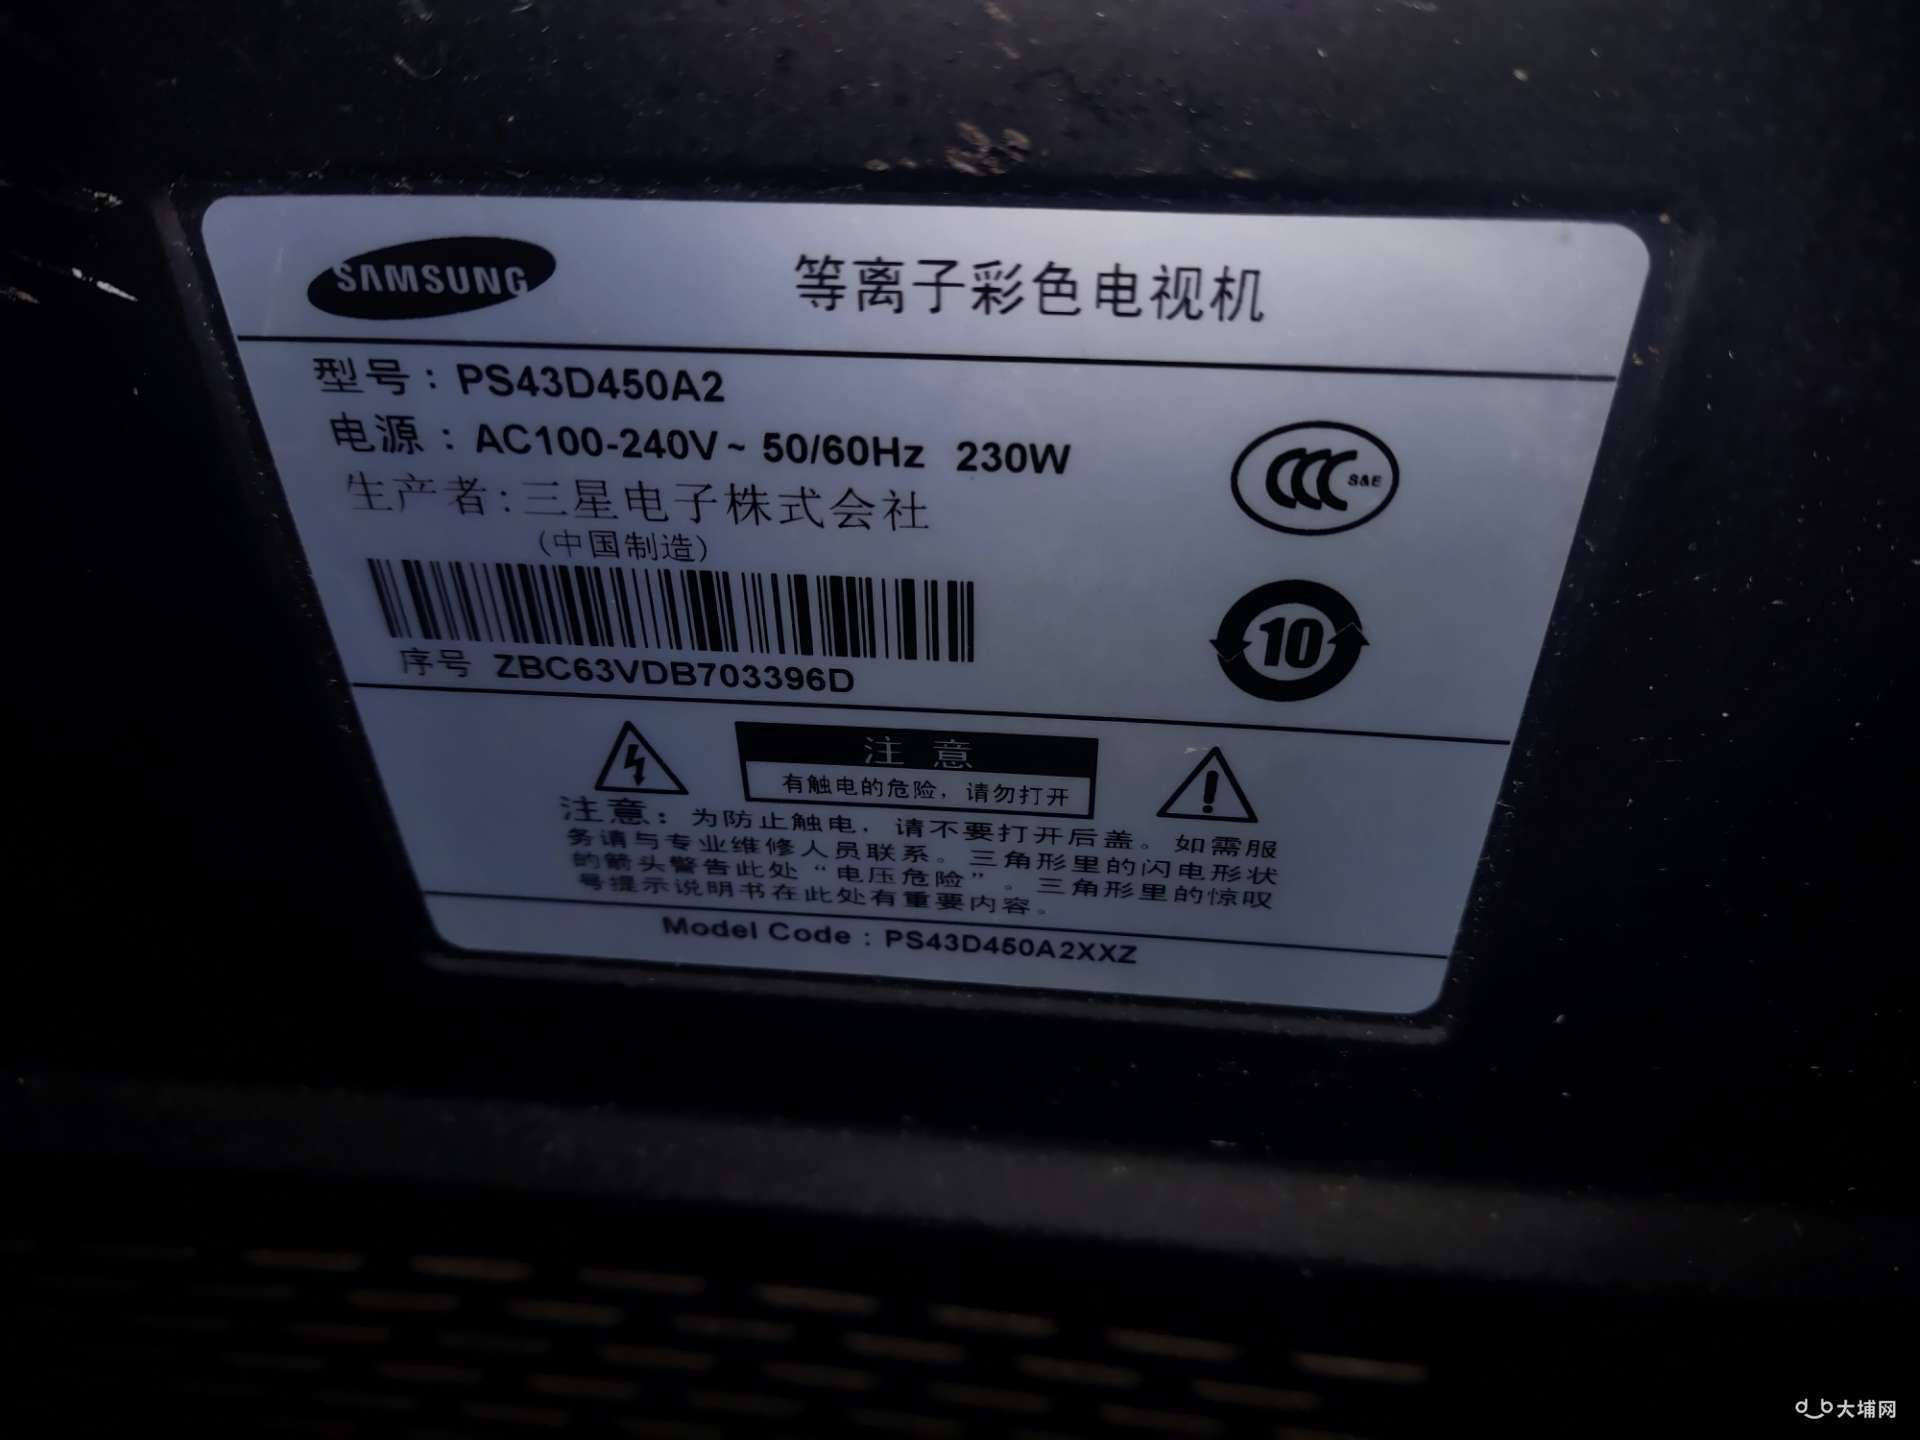 SAMSUNG
等离子彩色电视机
型号：PS43D450A2
电源：AC100-240V~ 50/60Hz 230W
生产者：三星电子株式会社
(中国制造)
CCC S&E
10
序号 ZBC63VDB703396D
注 意
有触电的危险，请勿打开
注意：为防止触电，请不要打开后盖。如需服
务请与专业维修人员联系。三角形里的闪电形状
的箭头警告此处“电压危险”。三角形里的惊叹
号提示说明书在此处有重要内容。
Model Code : PS43D450A2XXZ
大埔网